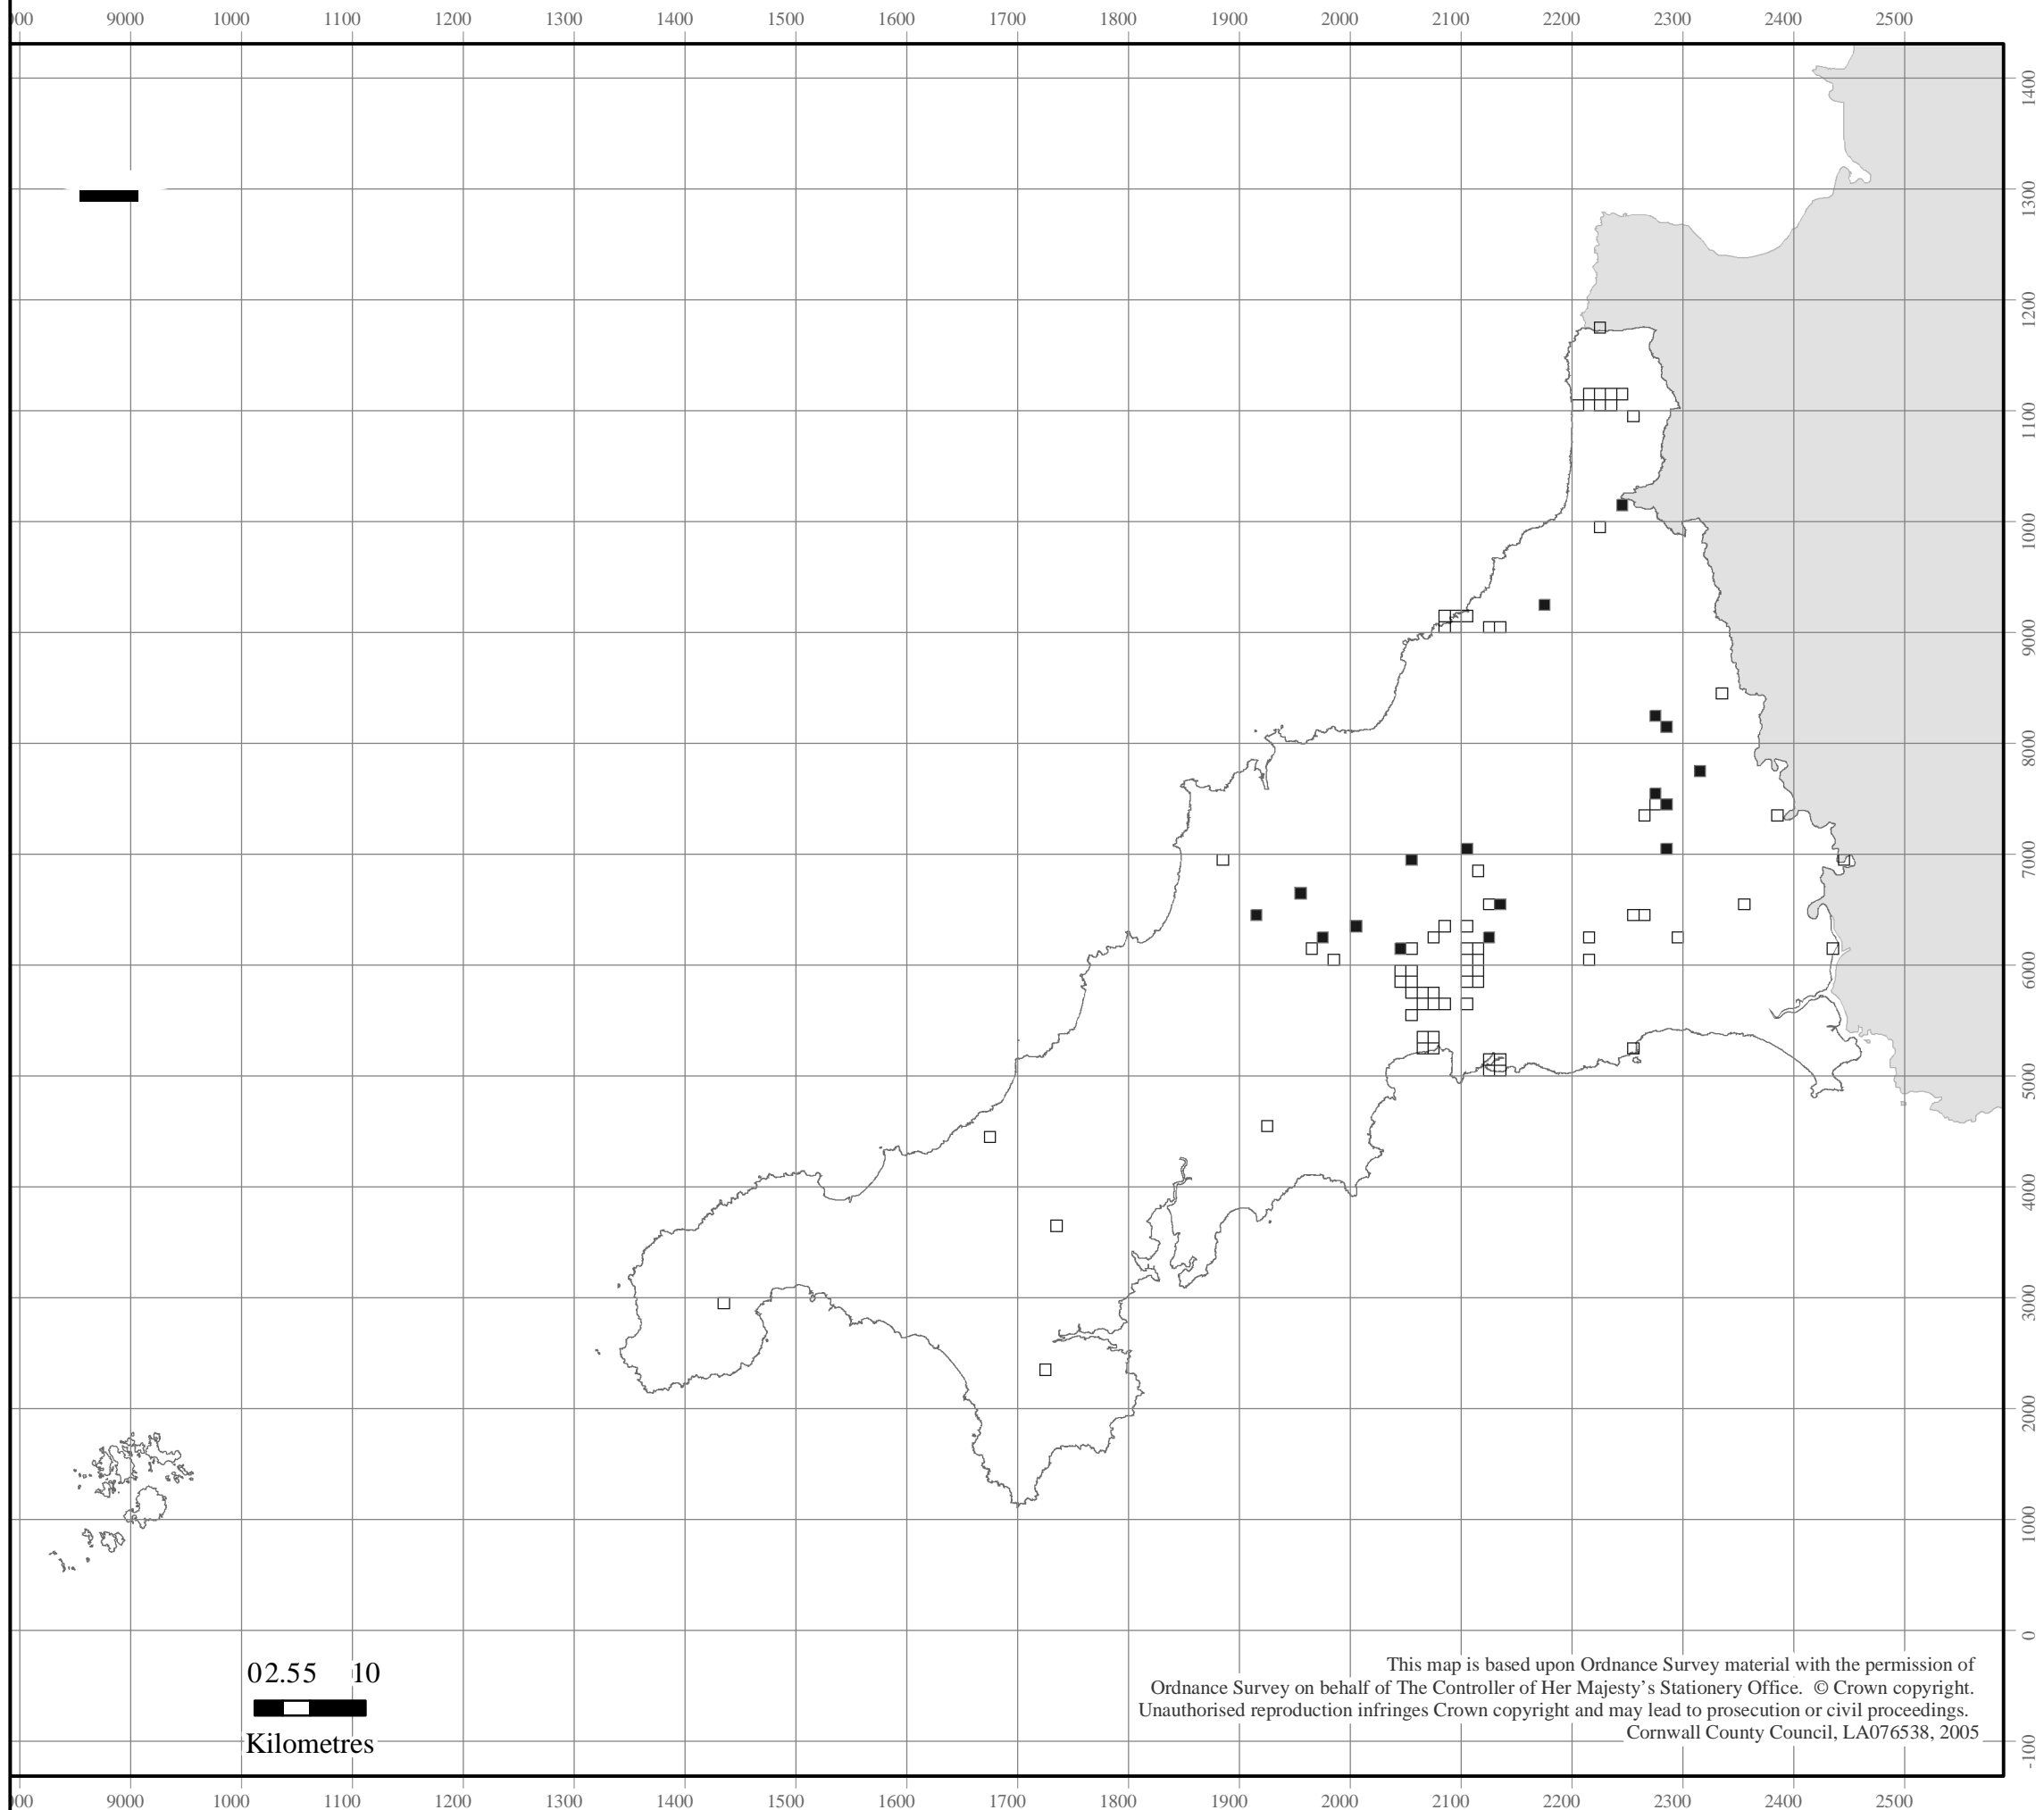 000 9000 1000 1100 1200 1300 1400 1500 1600 1700 1800 1900 2000 2100 2200 2300 2400 2500
1400
1300
1200
1100
1000
9000
8000
7000
6000
5000
4000
3000
2000
1000
0
-100
02.55 10
Kilometres
This map is based upon Ordnance Survey material with the permission of
Ordnance Survey on behalf of The Controller of Her Majesty's Stationery Office. © Crown copyright.
Unauthorised reproduction infringes Crown copyright and may lead to prosecution or civil proceedings.
Cornwall County Council, LA076538, 2005
000 9000 1000 1100 1200 1300 1400 1500 1600 1700 1800 1900 2000 2100 2200 2300 2400 2500